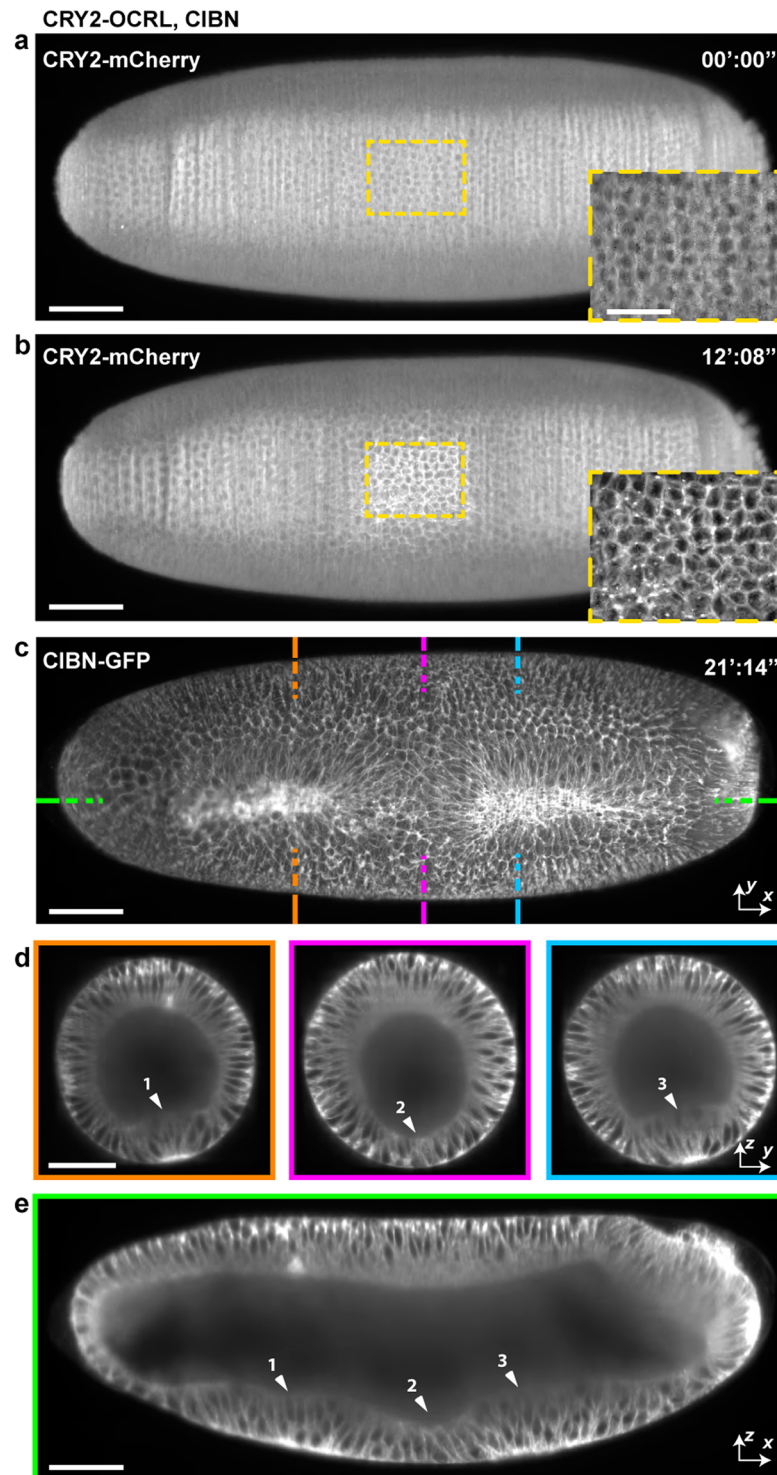 CRY2-OCRL, CIBN
a
CRY2-mCherry 00':00"
b
CRY2-mCherry 12':08"
c
CIBN-GFP 21':14"
y
x
d
1
2
3
z
y
e
1
2
3
z
x